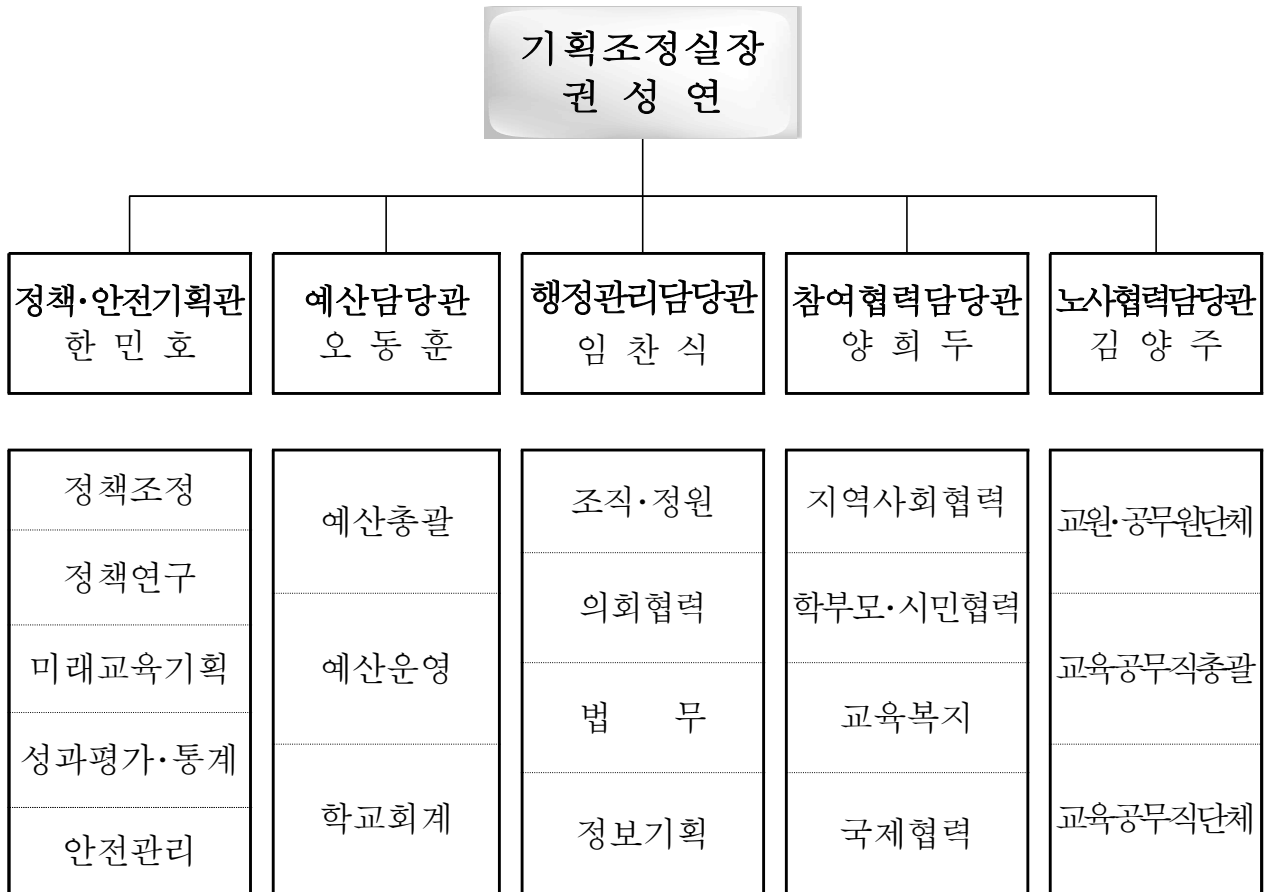 기획조정실장
권 성 연
정책·안전기획관
한 민 호
예산담당관
오 동 훈
행정관리담당관
임 찬 식
참여협력담당관
양 희 두
노사협력담당관
김 양 주
정책조정
정책연구
미래교육기획
성과평가·통계
안전관리
예산총괄
예산운영
학교회계
조직·정원
의회협력
법 무
정보기획
지역사회협력
학부모·시민협력
교육복지
국제협력
교원·공무원단체
교육공무직총괄
교육공무직단체